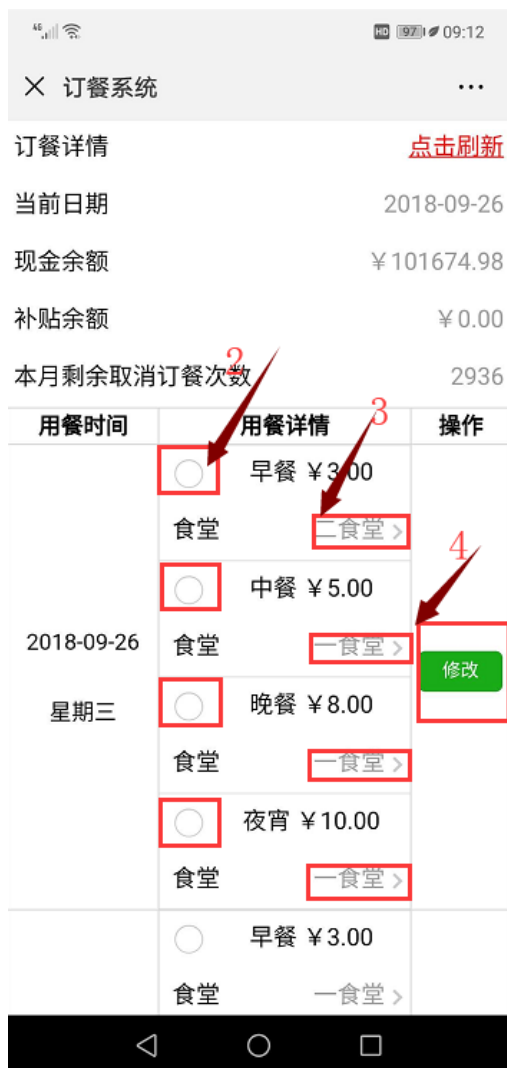 46 HD 97 09:12
订餐系统
订餐详情 点击刷新
当前日期 2018-09-26
现金余额 ￥101674.98
补贴余额 ￥0.00
本月剩余取消订餐次数 2936
2
用餐时间 用餐详情 操作
3
早餐 ￥3.00
食堂 二食堂
4
中餐 ￥5.00
2018-09-26 食堂 一食堂
修改
星期三 晚餐 ￥8.00
食堂 一食堂
夜宵 ￥10.00
食堂 一食堂
早餐 ￥3.00
食堂 一食堂